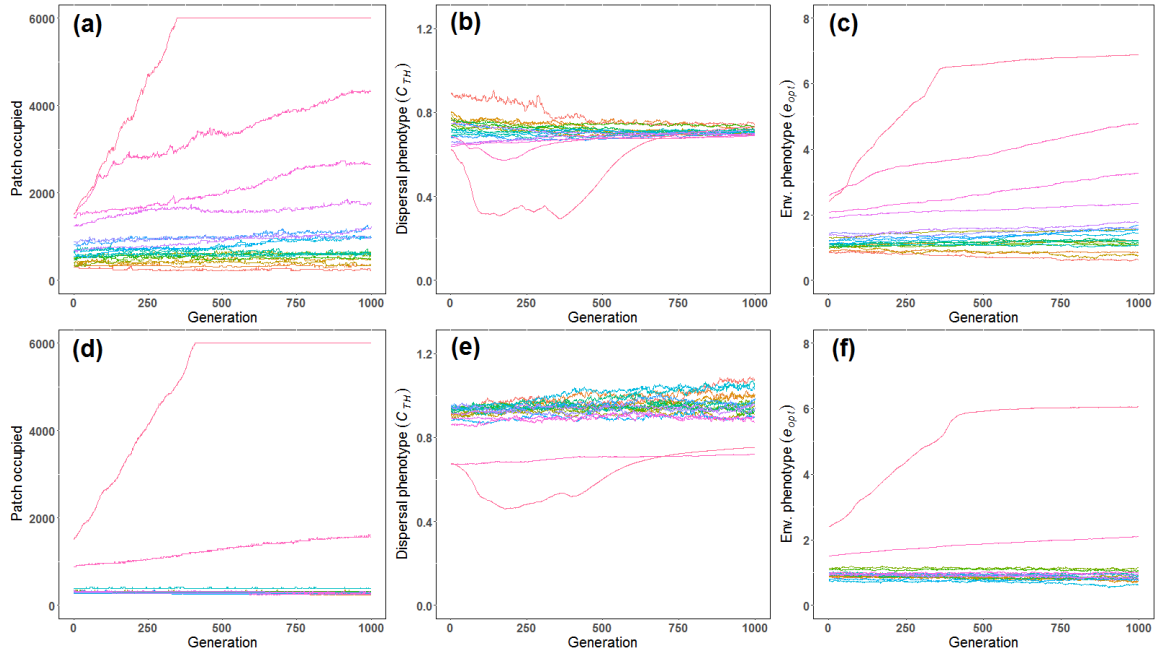 (a)
Patch occupied
6000
4000
2000
0
0 250 500 750 1000
Generation
(b)
Dispersal phenotype (C_TH)
1.2
0.8
0.4
0.0
0 250 500 750 1000
Generation
(c)
Env. phenotype (e_opt)
8
6
4
2
0
0 250 500 750 1000
Generation
(d)
Patch occupied
6000
4000
2000
0
0 250 500 750 1000
Generation
(e)
Dispersal phenotype (C_TH)
1.2
0.8
0.4
0.0
0 250 500 750 1000
Generation
(f)
Env. phenotype (e_opt)
8
6
4
2
0
0 250 500 750 1000
Generation